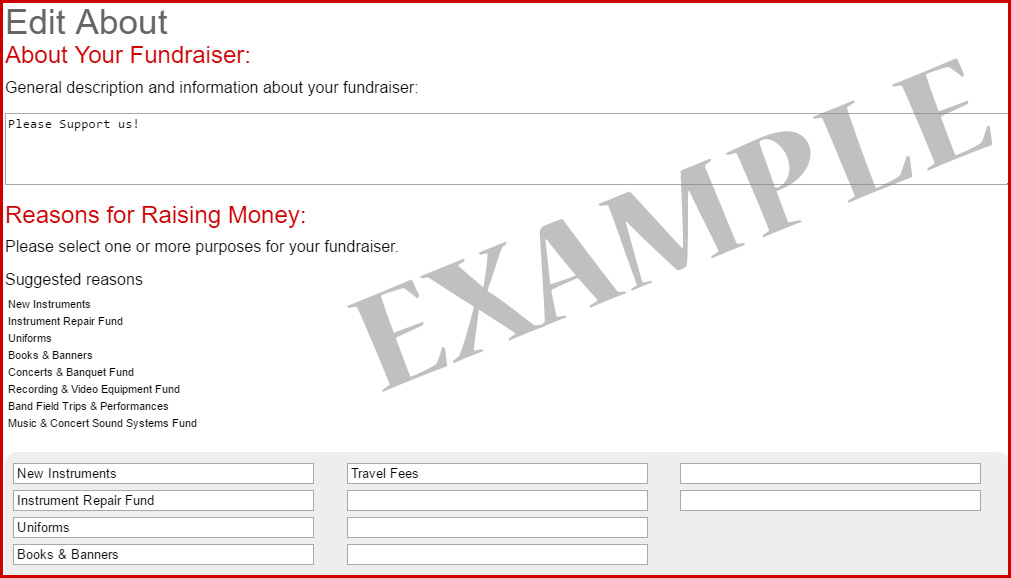 Edit About
About Your Fundraiser:
General description and information about your fundraiser:
Please Support us!
EXAMPLE
Reasons for Raising Money:
Please select one or more purposes for your fundraiser.
Suggested reasons
New Instruments
Instrument Repair Fund
Uniforms
Books & Banners
Concerts & Banquet Fund
Recording & Video Equipment Fund
Band Field Trips & Performances
Music & Concert Sound Systems Fund
New Instruments
Travel Fees
Instrument Repair Fund
Uniforms
Books & Banners